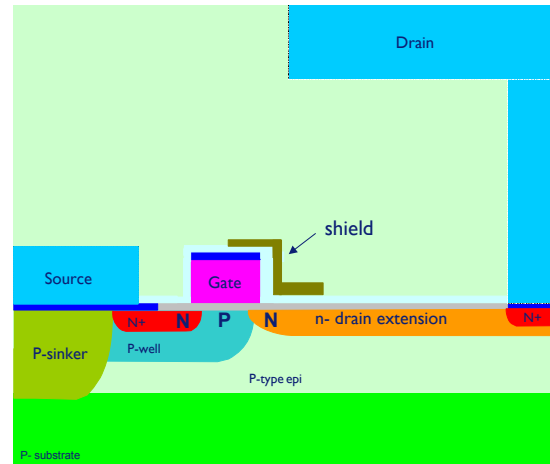 Drain
shield
Source
Gate
N+ N P N n- drain extension N+
P-sinker
P-well
P-type epi
P- substrate